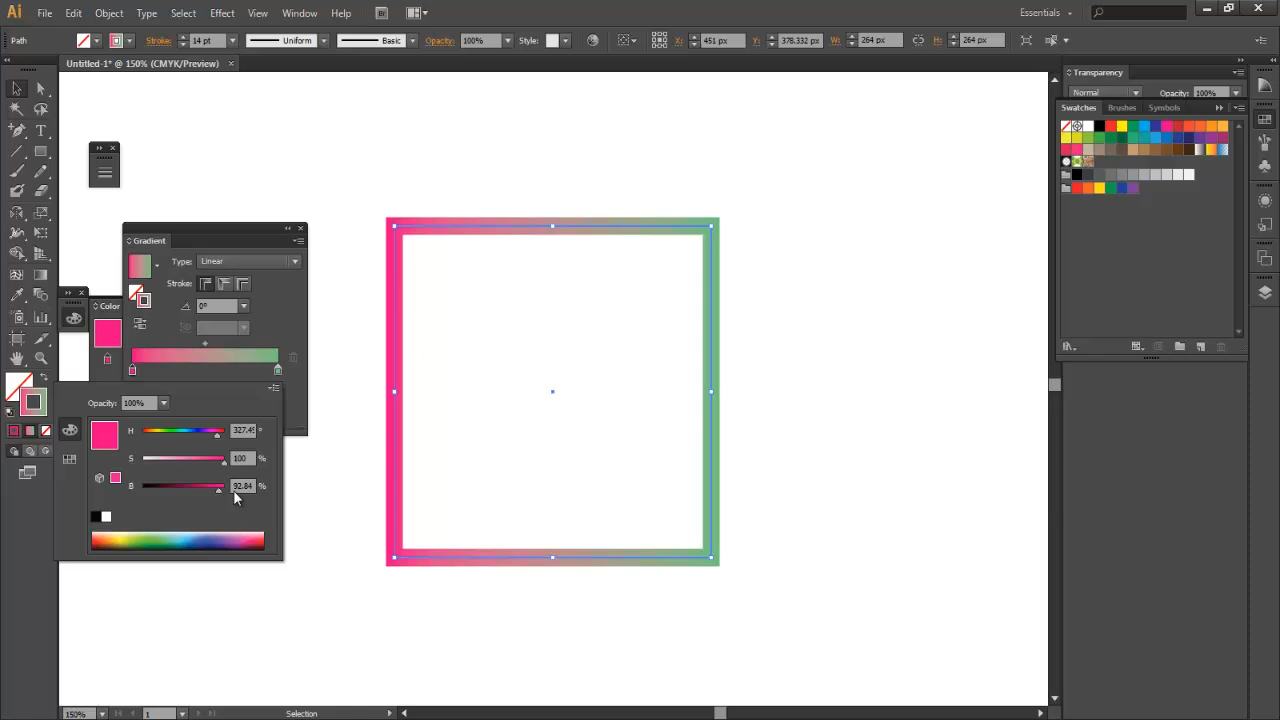 Ai File Edit Object Type Select Effect View Window Help Br Essentials
Path Stroke: 14 pt Uniform Basic Opacity: 100% Style: X: 451 px Y: 378.332 px W: 264 px H: 264 px
Untitled-1* @ 150% (CMYK/Preview)
Transparency
Normal Opacity: 100%
Swatches Brushes Symbols
Gradient
Type: Linear
Stroke:
0°
Color
Opacity: 100%
H 327.49 °
S 100 %
B 92.84 %
150% 1 Selection